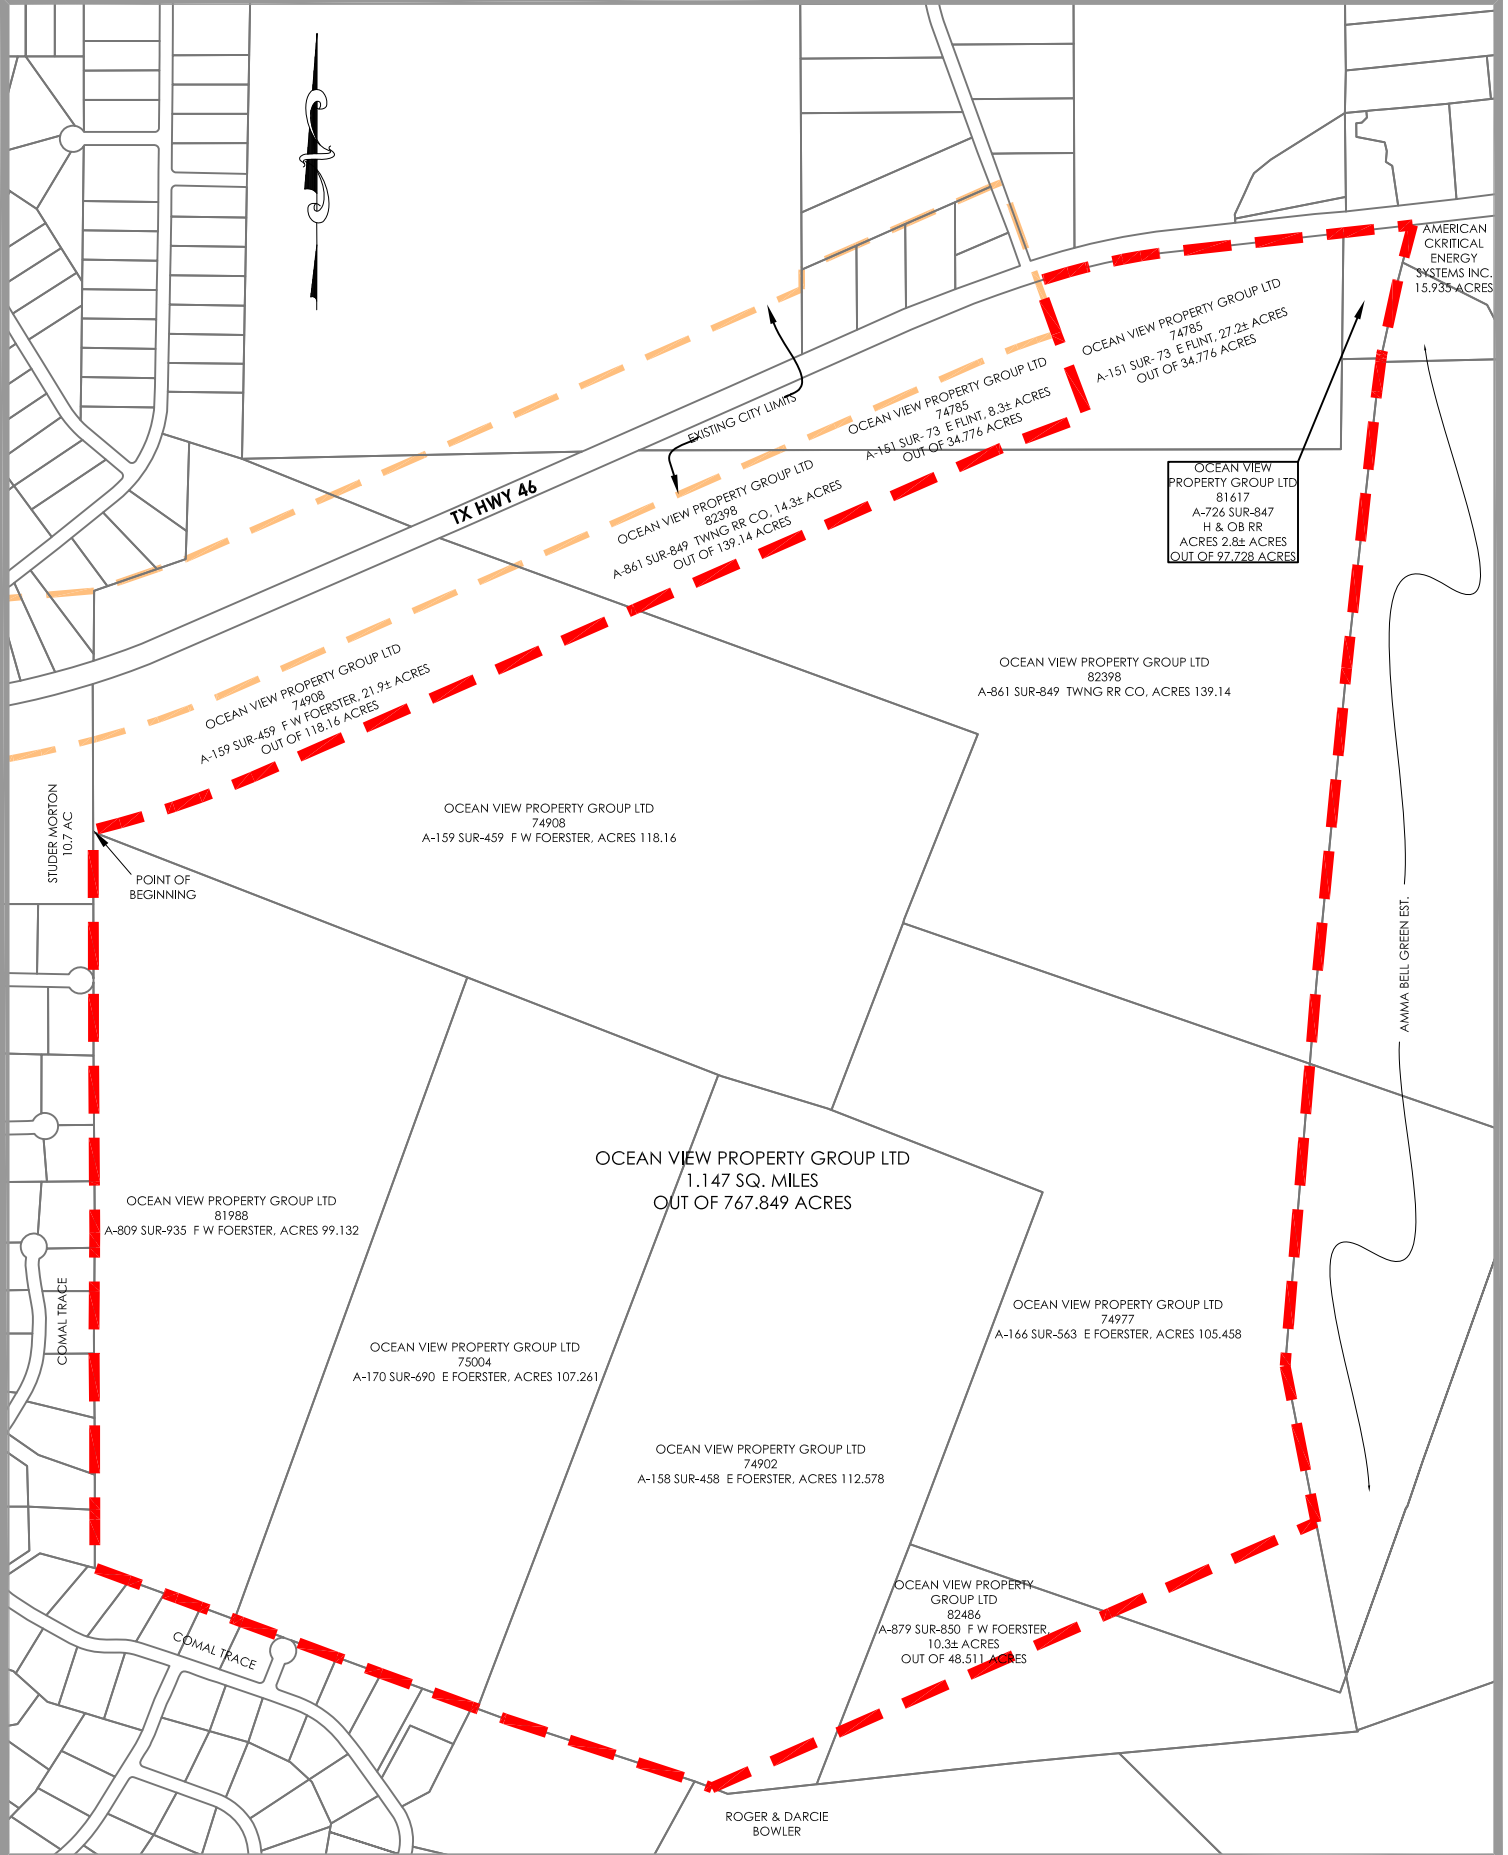 AMERICAN
CKRITICAL
ENERGY
SYSTEMS INC.
15.935 ACRES
OCEAN VIEW PROPERTY GROUP LTD
74785
A-151 SUR- 73 E FLINT, 27.2± ACRES
OUT OF 34.776 ACRES
OCEAN VIEW PROPERTY GROUP LTD
74785
A-151 SUR- 73 E FLINT, 8.3± ACRES
OUT OF 34.776 ACRES
EXISTING CITY LIMITS
TX HWY 46
OCEAN VIEW PROPERTY GROUP LTD
82398
A-861 SUR-849 TWNG RR CO, 14.3± ACRES
OUT OF 139.14 ACRES
OCEAN VIEW
PROPERTY GROUP LTD
81617
A-726 SUR-847
H & OB RR
ACRES 2.8± ACRES
OUT OF 97.728 ACRES
OCEAN VIEW PROPERTY GROUP LTD
74908
A-159 SUR-459 F W FOERSTER, 21.9± ACRES
OUT OF 118.16 ACRES
OCEAN VIEW PROPERTY GROUP LTD
82398
A-861 SUR-849 TWNG RR CO, ACRES 139.14
STUDER MORTON
10.7 AC
OCEAN VIEW PROPERTY GROUP LTD
74908
A-159 SUR-459 F W FOERSTER, ACRES 118.16
POINT OF
BEGINNING
AMMA BELL GREEN EST.
OCEAN VIEW PROPERTY GROUP LTD
1.147 SQ. MILES
OUT OF 767.849 ACRES
OCEAN VIEW PROPERTY GROUP LTD
81988
A-809 SUR-935 F W FOERSTER, ACRES 99.132
COMAL TRACE
OCEAN VIEW PROPERTY GROUP LTD
75004
A-170 SUR-690 E FOERSTER, ACRES 107.261
OCEAN VIEW PROPERTY GROUP LTD
74977
A-166 SUR-563 E FOERSTER, ACRES 105.458
OCEAN VIEW PROPERTY GROUP LTD
74902
A-158 SUR-458 E FOERSTER, ACRES 112.578
OCEAN VIEW PROPERTY
GROUP LTD
82486
A-879 SUR-850 F W FOERSTER,
10.3± ACRES
OUT OF 48.511 ACRES
COMAL TRACE
ROGER & DARCIE
BOWLER